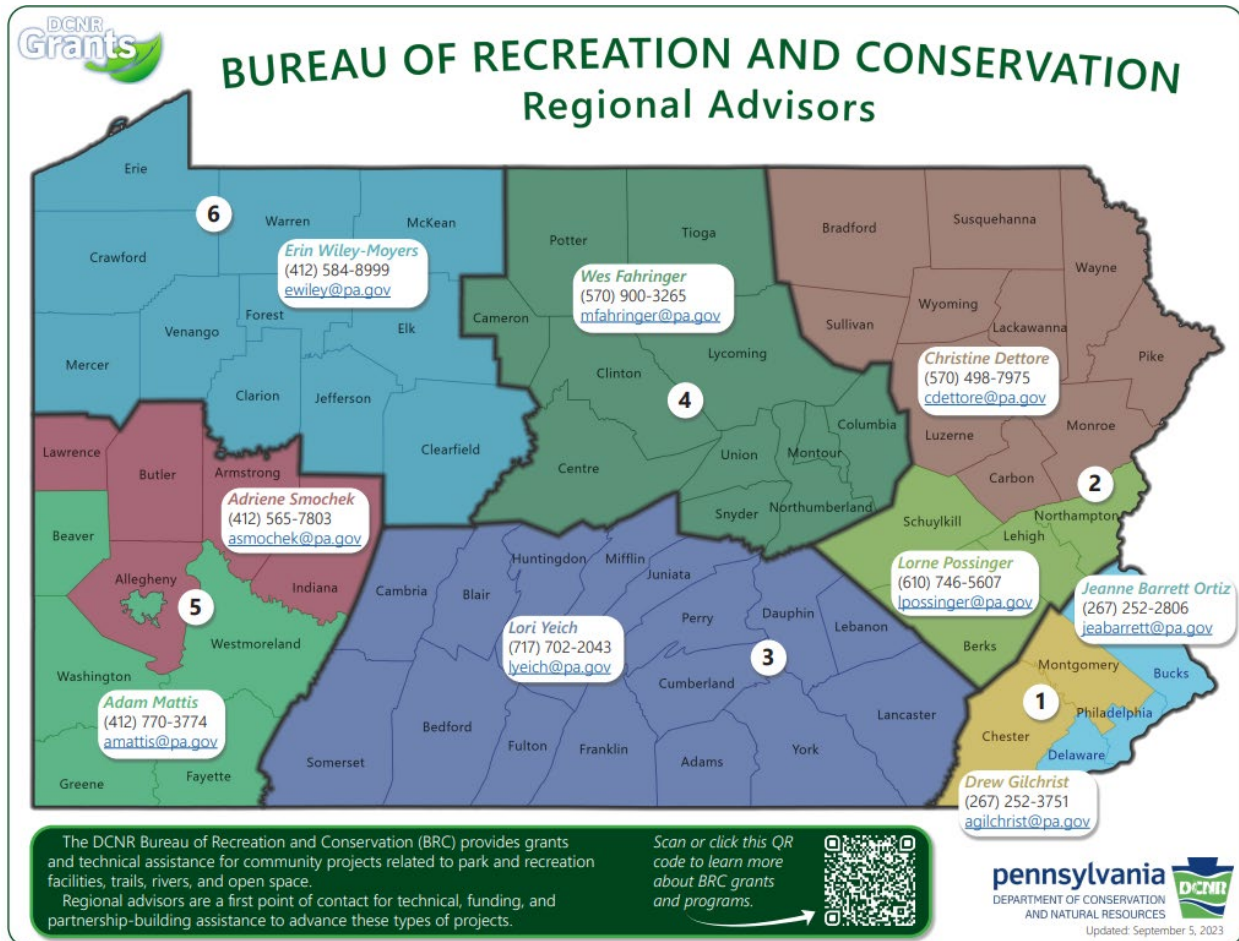 DCNR
Grants
BUREAU OF RECREATION AND CONSERVATION
Regional Advisors
Erie
6
Warren
McKean
Crawford
Erin Wiley-Moyers
(412) 584-8999
ewiley@pa.gov
Venango
Forest
Elk
Mercer
Clarion
Jefferson
Clearfield
Potter
Tioga
Wes Fahringer
(570) 900-3265
mfahringer@pa.gov
Cameron
Lycoming
Clinton
4
Columbia
Centre
Union
Montour
Snyder
Northumberland
Bradford
Susquehanna
Wayne
Wyoming
Sullivan
Lackawanna
Pike
Christine Dettore
(570) 498-7975
cdettore@pa.gov
Luzerne
Monroe
Carbon
2
Lawrence
Butler
Armstrong
Adriene Smochek
(412) 565-7803
asmochek@pa.gov
Beaver
Allegheny
Indiana
5
Westmoreland
Washington
Adam Mattis
(412) 770-3774
amattis@pa.gov
Greene
Fayette
Huntingdon
Mifflin
Cambria
Blair
Juniata
Lori Yeich
(717) 702-2043
lyeich@pa.gov
Perry
Dauphin
Lebanon
3
Cumberland
Lancaster
Bedford
Somerset
Fulton
Franklin
Adams
York
Schuylkill
Northampton
Lehigh
Lorne Possinger
(610) 746-5607
lpossinger@pa.gov
Berks
Jeanne Barrett Ortiz
(267) 252-2806
jeabarrett@pa.gov
Montgomery
Bucks
1
Philadelphia
Chester
Delaware
Drew Gilchrist
(267) 252-3751
agilchrist@pa.gov
The DCNR Bureau of Recreation and Conservation (BRC) provides grants
and technical assistance for community projects related to park and recreation
facilities, trails, rivers, and open space.
Regional advisors are a first point of contact for technical, funding, and
partnership-building assistance to advance these types of projects.
Scan or click this QR
code to learn more
about BRC grants
and programs.
pennsylvania
DEPARTMENT OF CONSERVATION
AND NATURAL RESOURCES
DCNR
Updated: September 5, 2023